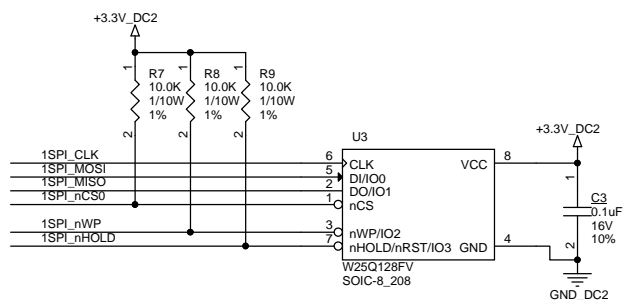 +3.3V_DC2
1
1
1
R7
10.0K
1/10W
1%
R8
10.0K
1/10W
1%
R9
10.0K
1/10W
1%
2
2
2
U3
+3.3V_DC2
1SPI_CLK
6
CLK
VCC
8
1SPI_MOSI
5
DI/IO0
1SPI_MISO
2
DO/IO1
1SPI_nCS0
1
nCS
1
C3
0.1uF
16V
10%
2
1SPI_nWP
3
nWP/IO2
1SPI_nHOLD
7
nHOLD/nRST/IO3
GND
4
W25Q128FV
SOIC-8_208
GND_DC2